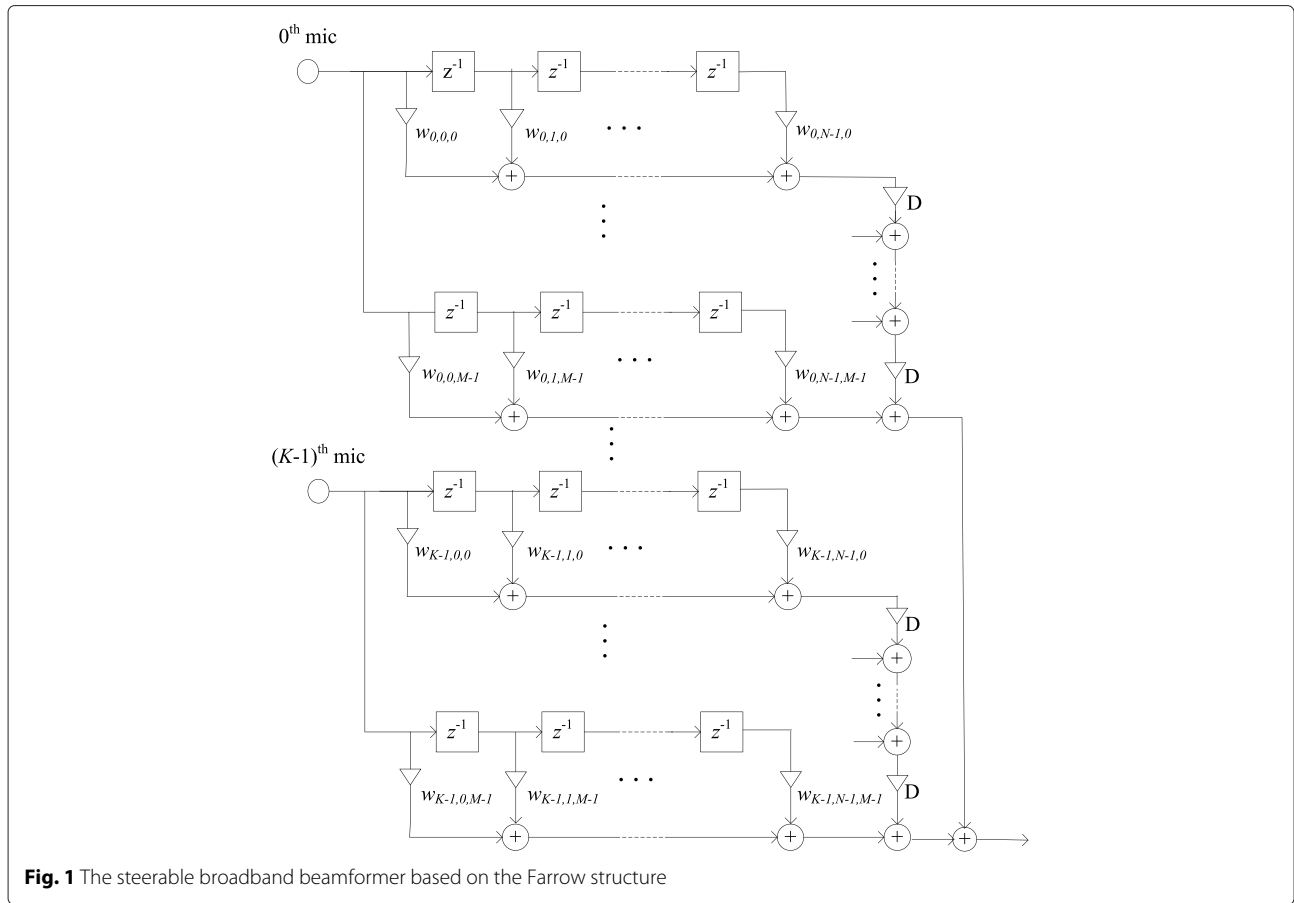 0th mic
z-1 z-1 z-1
w0,0,0 w0,1,0 • • • w0,N-1,0
+ +
D
+
+
z-1 z-1 z-1
w0,0,M-1 w0,1,M-1 • • • w0,N-1,M-1
D
+ + +
(K-1)th mic
z-1 z-1 z-1
wK-1,0,0 wK-1,1,0 • • • wK-1,N-1,0
+ +
D
+
+
z-1 z-1 z-1
wK-1,0,M-1 wK-1,1,M-1 • • • wK-1,N-1,M-1
D
+ + + +
Fig. 1 The steerable broadband beamformer based on the Farrow structure